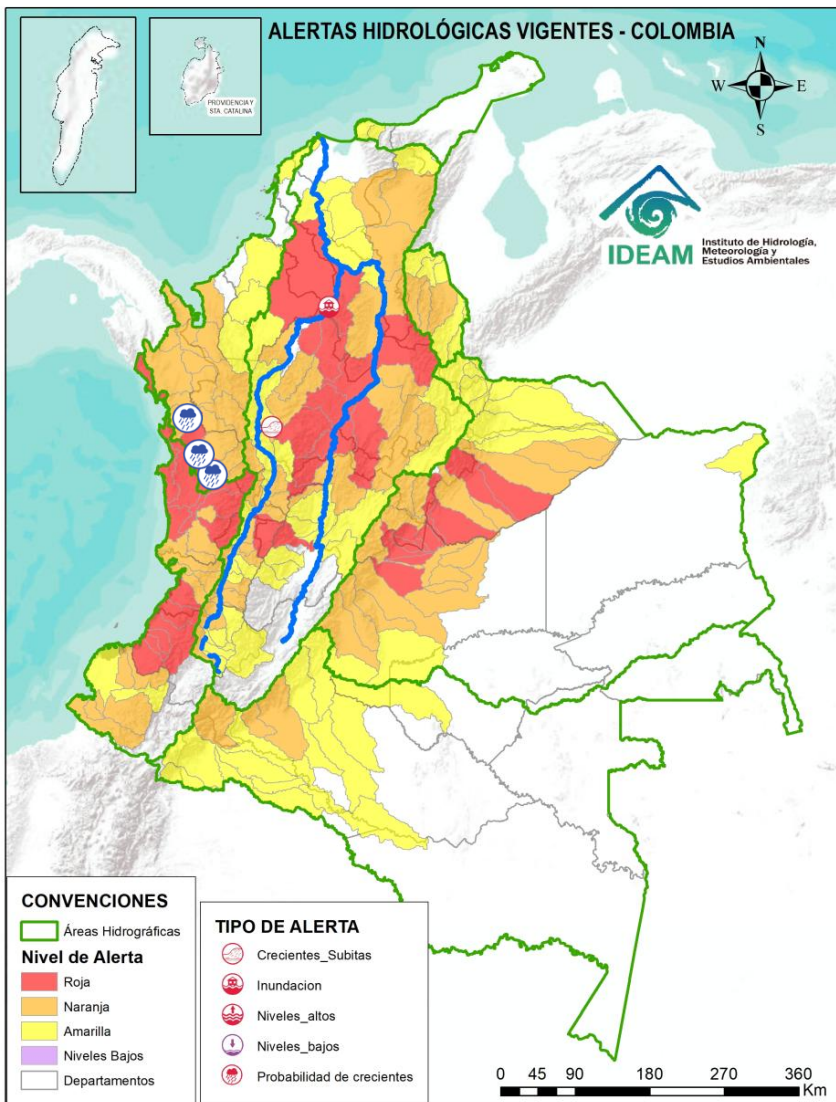 ALERTAS HIDROLÓGICAS VIGENTES - COLOMBIA
PROVIDENCIA Y
STA. CATALINA
N
W
E
S
IDEAM
Instituto de Hidrología,
Meteorología y
Estudios Ambientales
CONVENCIONES
Áreas Hidrográficas
Nivel de Alerta
Roja
Naranja
Amarilla
Niveles Bajos
Departamentos
TIPO DE ALERTA
Crecientes_Subitas
Inundacion
Niveles_altos
Niveles_bajos
Probabilidad de crecientes
0 45 90 180 270 360
Km